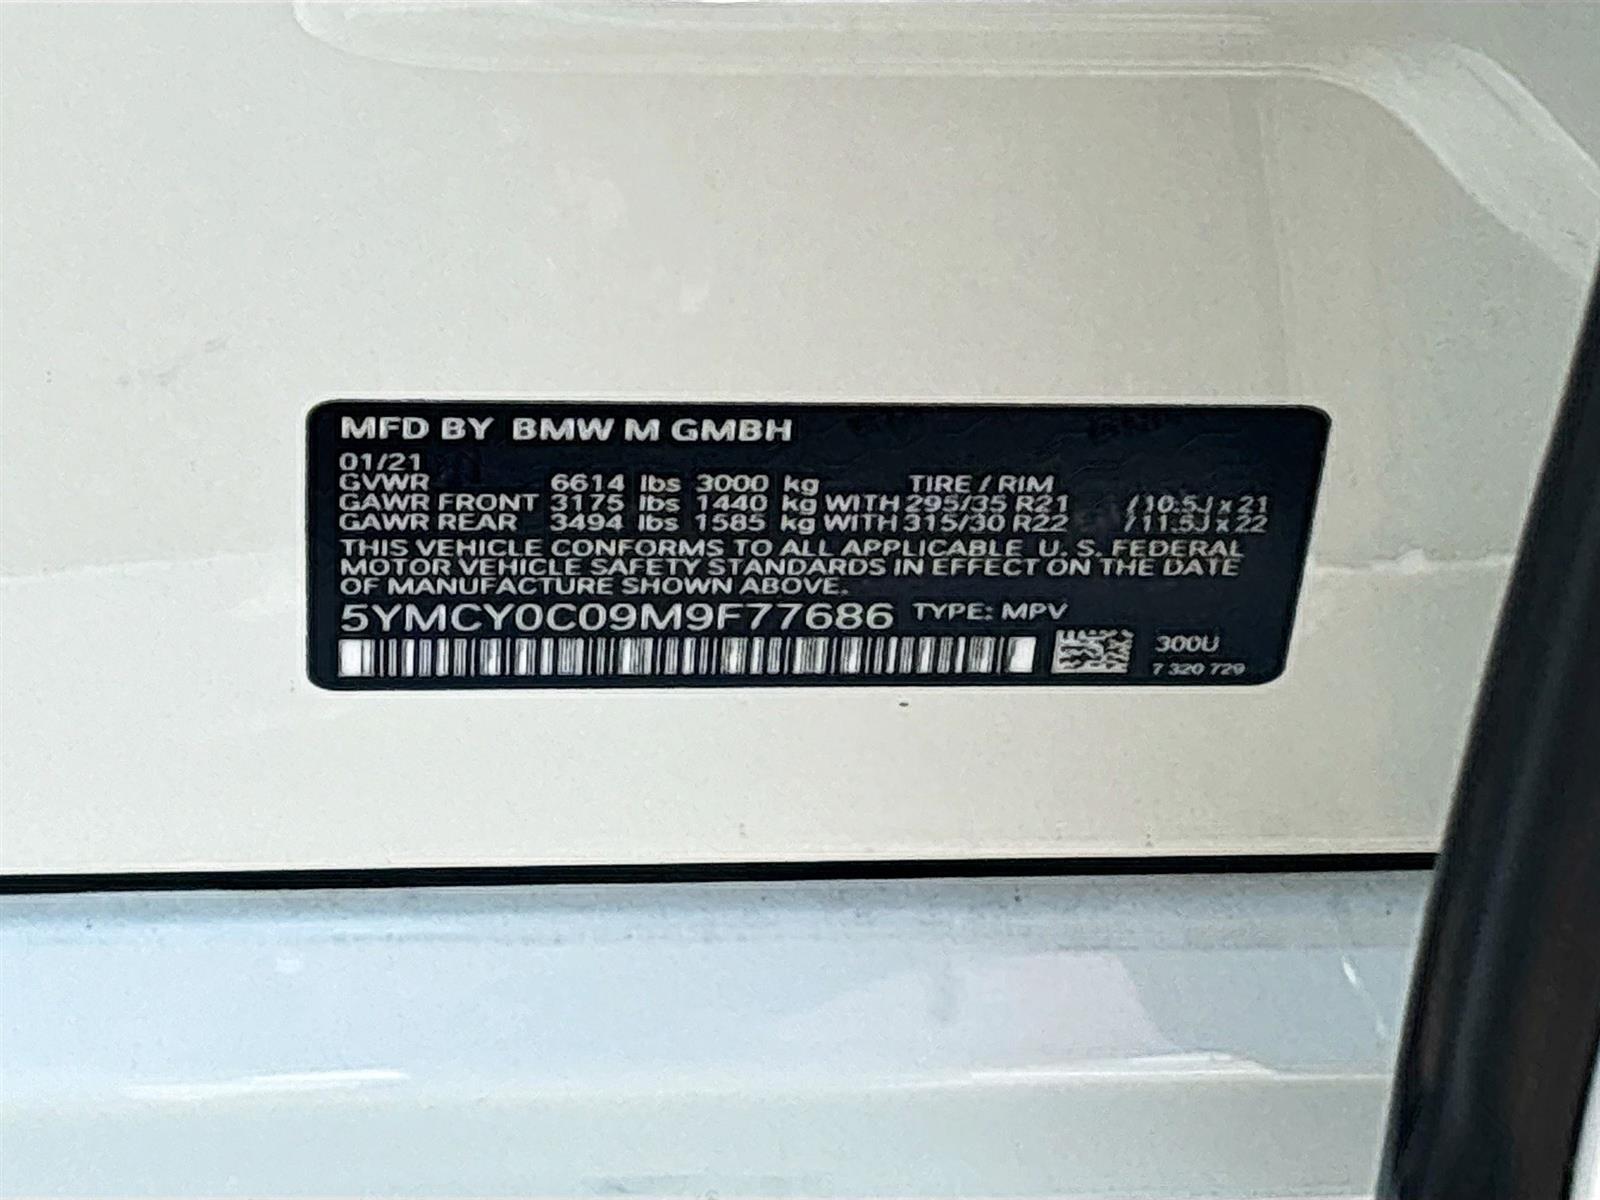 MFD BY BMW M GMBH
01/21
GVWR 6614 lbs 3000 kg TIRE / RIM
GAWR FRONT 3175 lbs 1440 kg WITH 295/35 R21 / 10.5J x 21
GAWR REAR 3494 lbs 1585 kg WITH 315/30 R22 / 11.5J x 22
THIS VEHICLE CONFORMS TO ALL APPLICABLE U. S. FEDERAL
MOTOR VEHICLE SAFETY STANDARDS IN EFFECT ON THE DATE
OF MANUFACTURE SHOWN ABOVE.
5YMCY0C09M9F77686 TYPE: MPV
300U
7 320 729